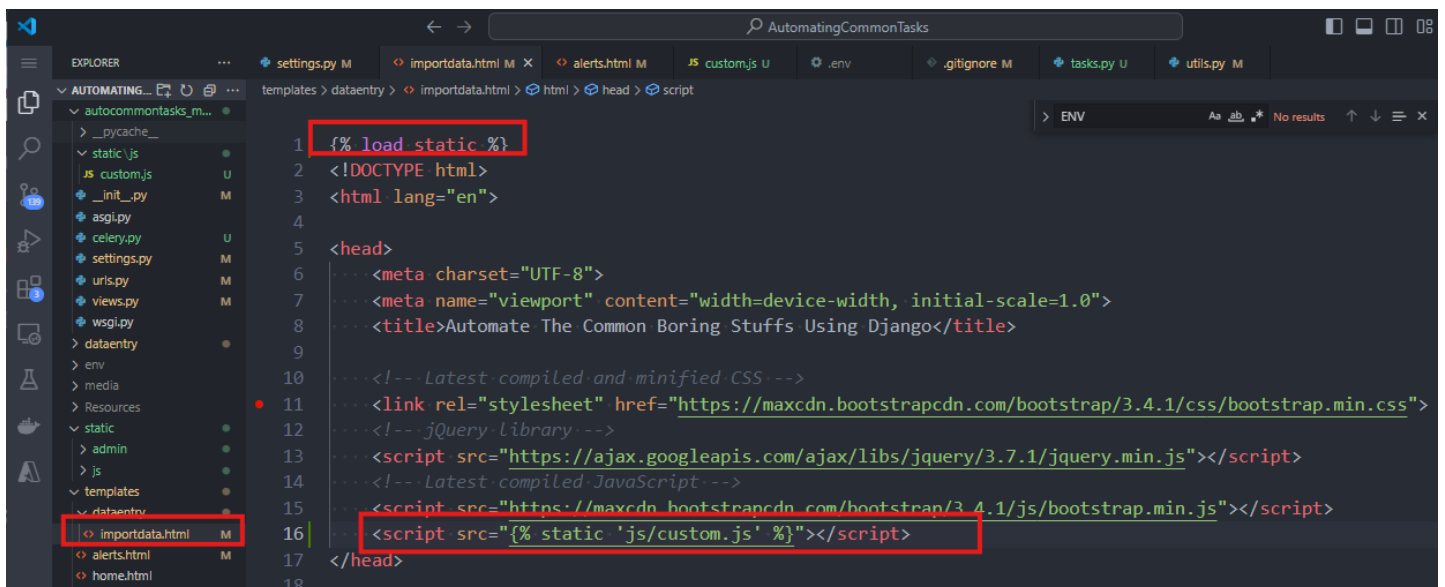 AutomatingCommonTasks
EXPLORER
settings.py M
importdata.html M
alerts.html M
JS custom.js U
.env
.gitignore M
tasks.py U
utils.py M
AUTOMATING...
templates > dataentry > importdata.html > html > head > script
autocommontasks_m...
__pycache__
static\js
JS custom.js U
__init__.py M
asgi.py
celery.py U
settings.py M
urls.py M
views.py M
wsgi.py
dataentry
env
media
Resources
static
admin
js
templates
dataentry
importdata.html M
alerts.html M
home.html
139
3
ENV
Aa ab .* No results
1 {% load static %}
2 <!DOCTYPE html>
3 <html lang="en">
4
5 <head>
6 <meta charset="UTF-8">
7 <meta name="viewport" content="width=device-width, initial-scale=1.0">
8 <title>Automate The Common Boring Stuffs Using Django</title>
9
10 <!-- Latest compiled and minified CSS -->
11 <link rel="stylesheet" href="https://maxcdn.bootstrapcdn.com/bootstrap/3.4.1/css/bootstrap.min.css">
12 <!-- jQuery library -->
13 <script src="https://ajax.googleapis.com/ajax/libs/jquery/3.7.1/jquery.min.js"></script>
14 <!-- Latest compiled JavaScript -->
15 <script src="https://maxcdn.bootstrapcdn.com/bootstrap/3.4.1/js/bootstrap.min.js"></script>
16 <script src="{% static 'js/custom.js' %}"></script>
17 </head>
18